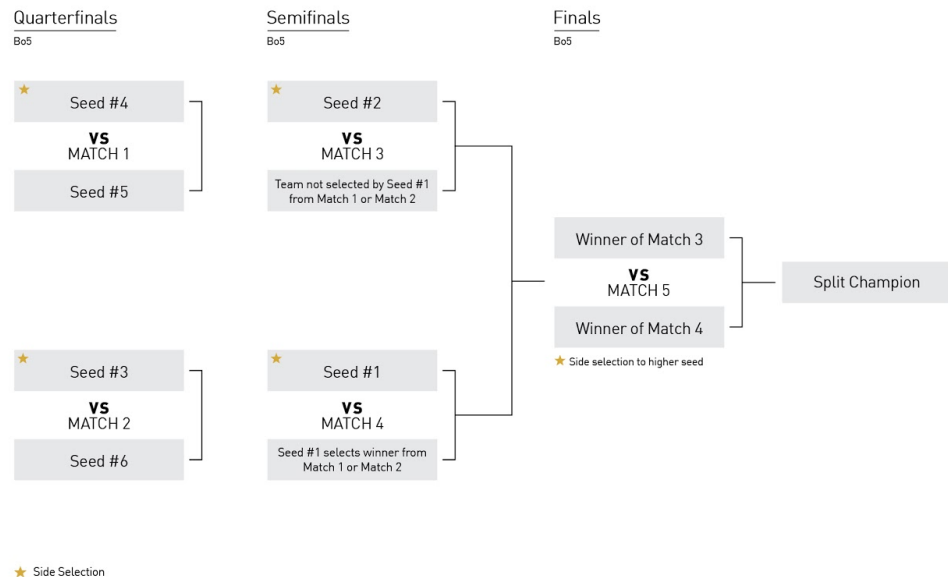 Quarterfinals
Bo5
Semifinals
Bo5
Finals
Bo5
Seed #4
VS
MATCH 1
Seed #5
Seed #2
VS
MATCH 3
Team not selected by Seed #1
from Match 1 or Match 2
Winner of Match 3
VS
MATCH 5
Winner of Match 4
Side selection to higher seed
Split Champion
Seed #3
VS
MATCH 2
Seed #6
Seed #1
VS
MATCH 4
Seed #1 selects winner from
Match 1 or Match 2
Side Selection